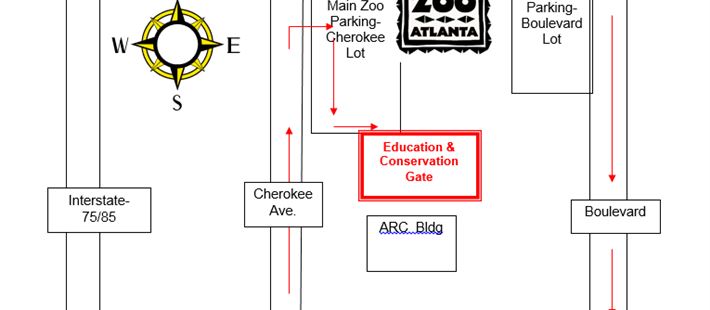 Main Zoo
Parking-
Cherokee
Lot
ZOO
ATLANTA
Parking-
Boulevard
Lot
W
E
S
Education &
Conservation
Gate
Interstate-
75/85
Cherokee
Ave.
Boulevard
ARC Bldg